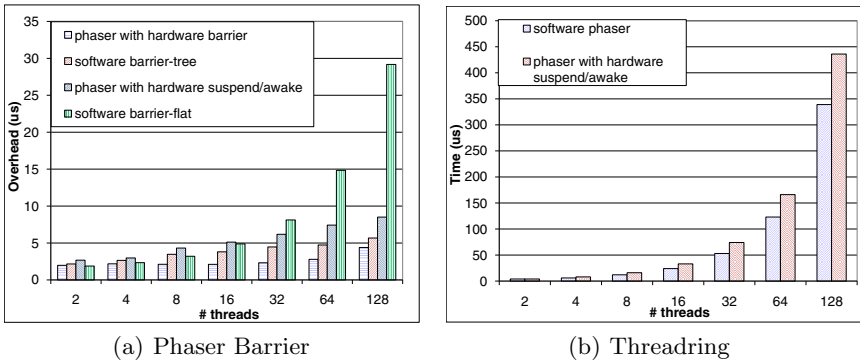 35
30
25
20
15
10
5
0
Overhead (us)
phaser with hardware barrier
software barrier-tree
phaser with hardware suspend/awake
software barrier-flat
2 4 8 16 32 64 128
# threads
(a) Phaser Barrier
500
450
400
350
300
250
200
150
100
50
0
Time (us)
software phaser
phaser with hardware
suspend/awake
2 4 8 16 32 64 128
# threads
(b) Threadring